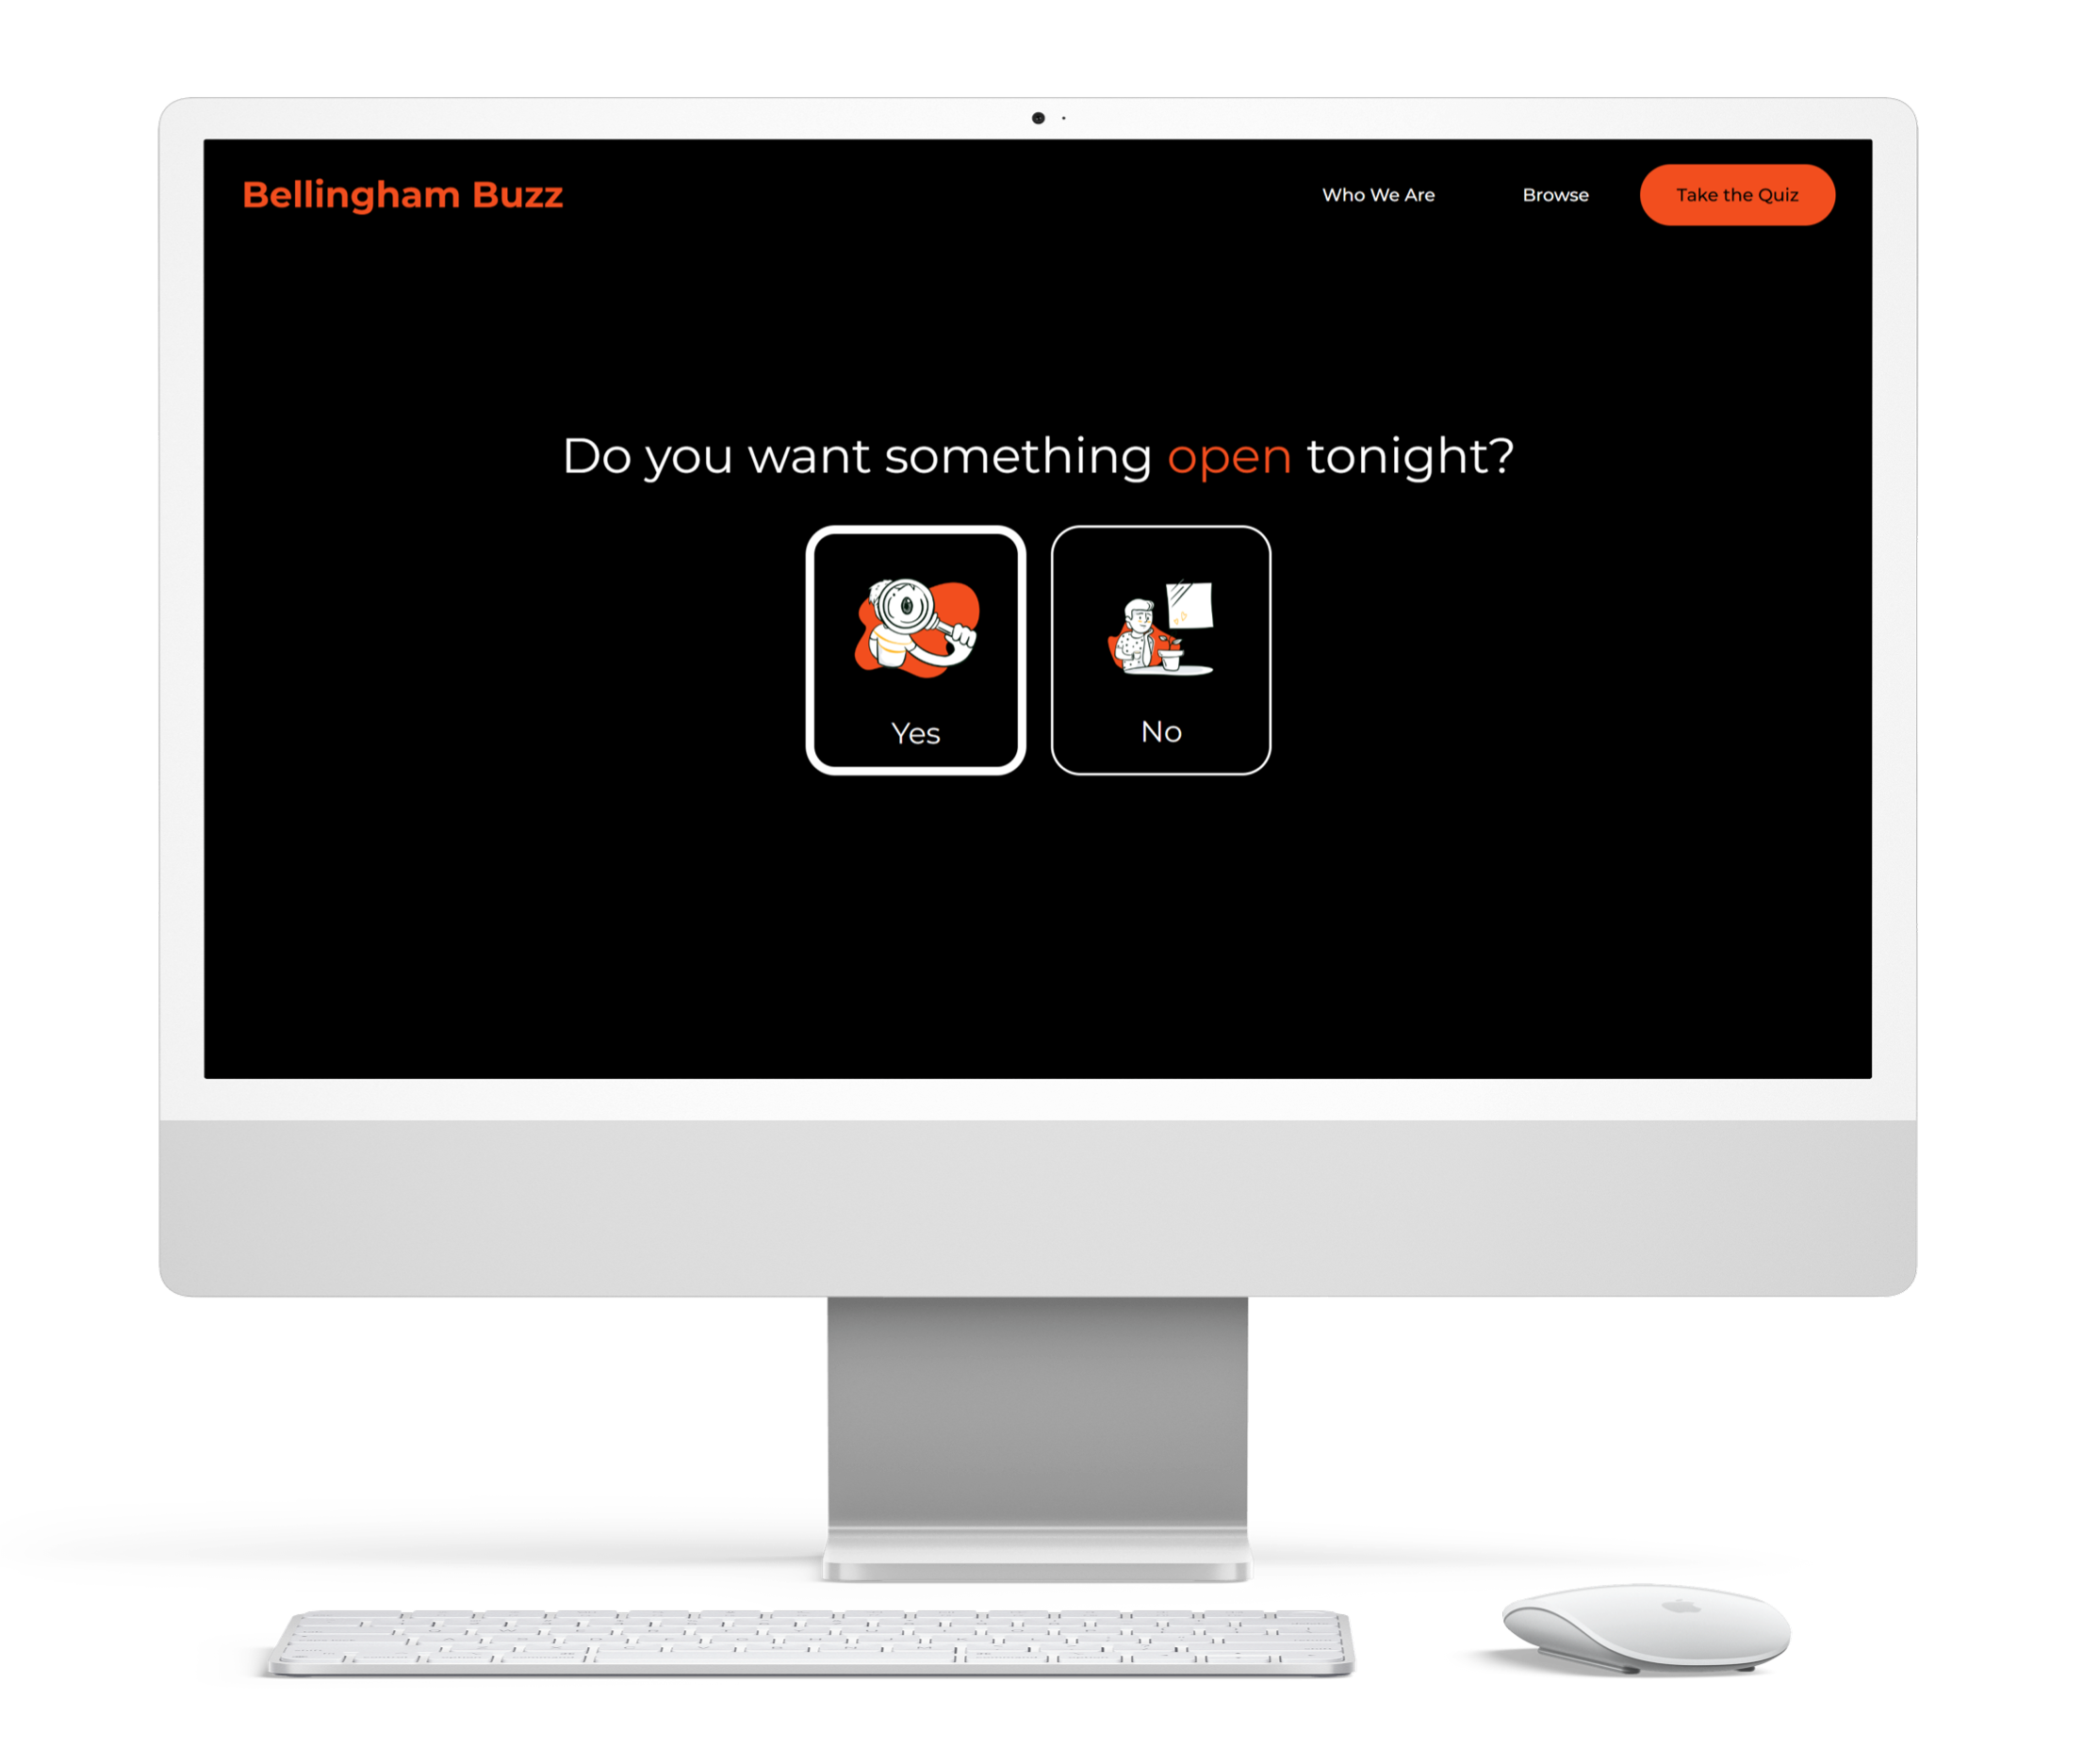 Bellingham Buzz
Who We Are
Browse
Take the Quiz
Do you want something open tonight?
Yes
No